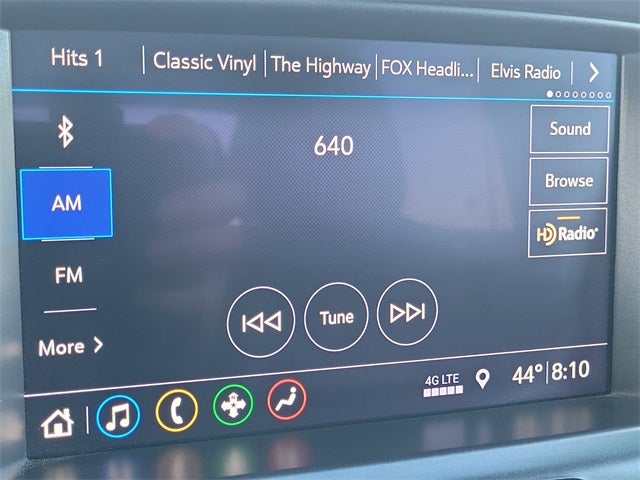 Hits 1 Classic Vinyl The Highway FOX Headli... Elvis Radio
640
Sound
AM
Browse
HD Radio
FM
Tune
More
4G LTE 44° 8:10